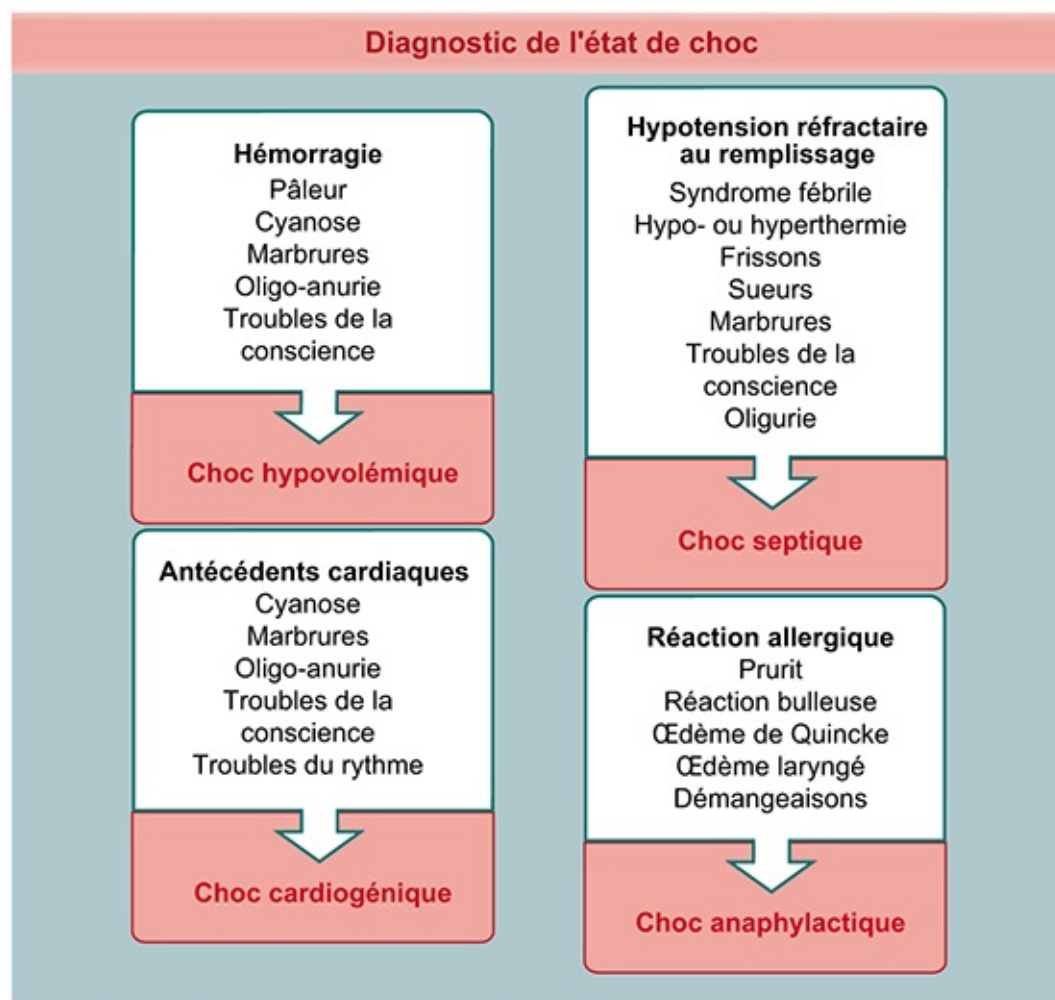 Diagnostic de l'état de choc
Hémorragie
Pâleur
Cyanose
Marbrures
Oligo-anurie
Troubles de la
conscience
Choc hypovolémique
Antécédents cardiaques
Cyanose
Marbrures
Oligo-anurie
Troubles de la
conscience
Troubles du rythme
Choc cardiogénique
Hypotension réfractaire
au remplissage
Syndrome fébrile
Hypo- ou hyperthermie
Frissons
Sueurs
Marbrures
Troubles de la
conscience
Oligurie
Choc septique
Réaction allergique
Prurit
Réaction bulleuse
Œdème de Quincke
Œdème laryngé
Démangeaisons
Choc anaphylactique